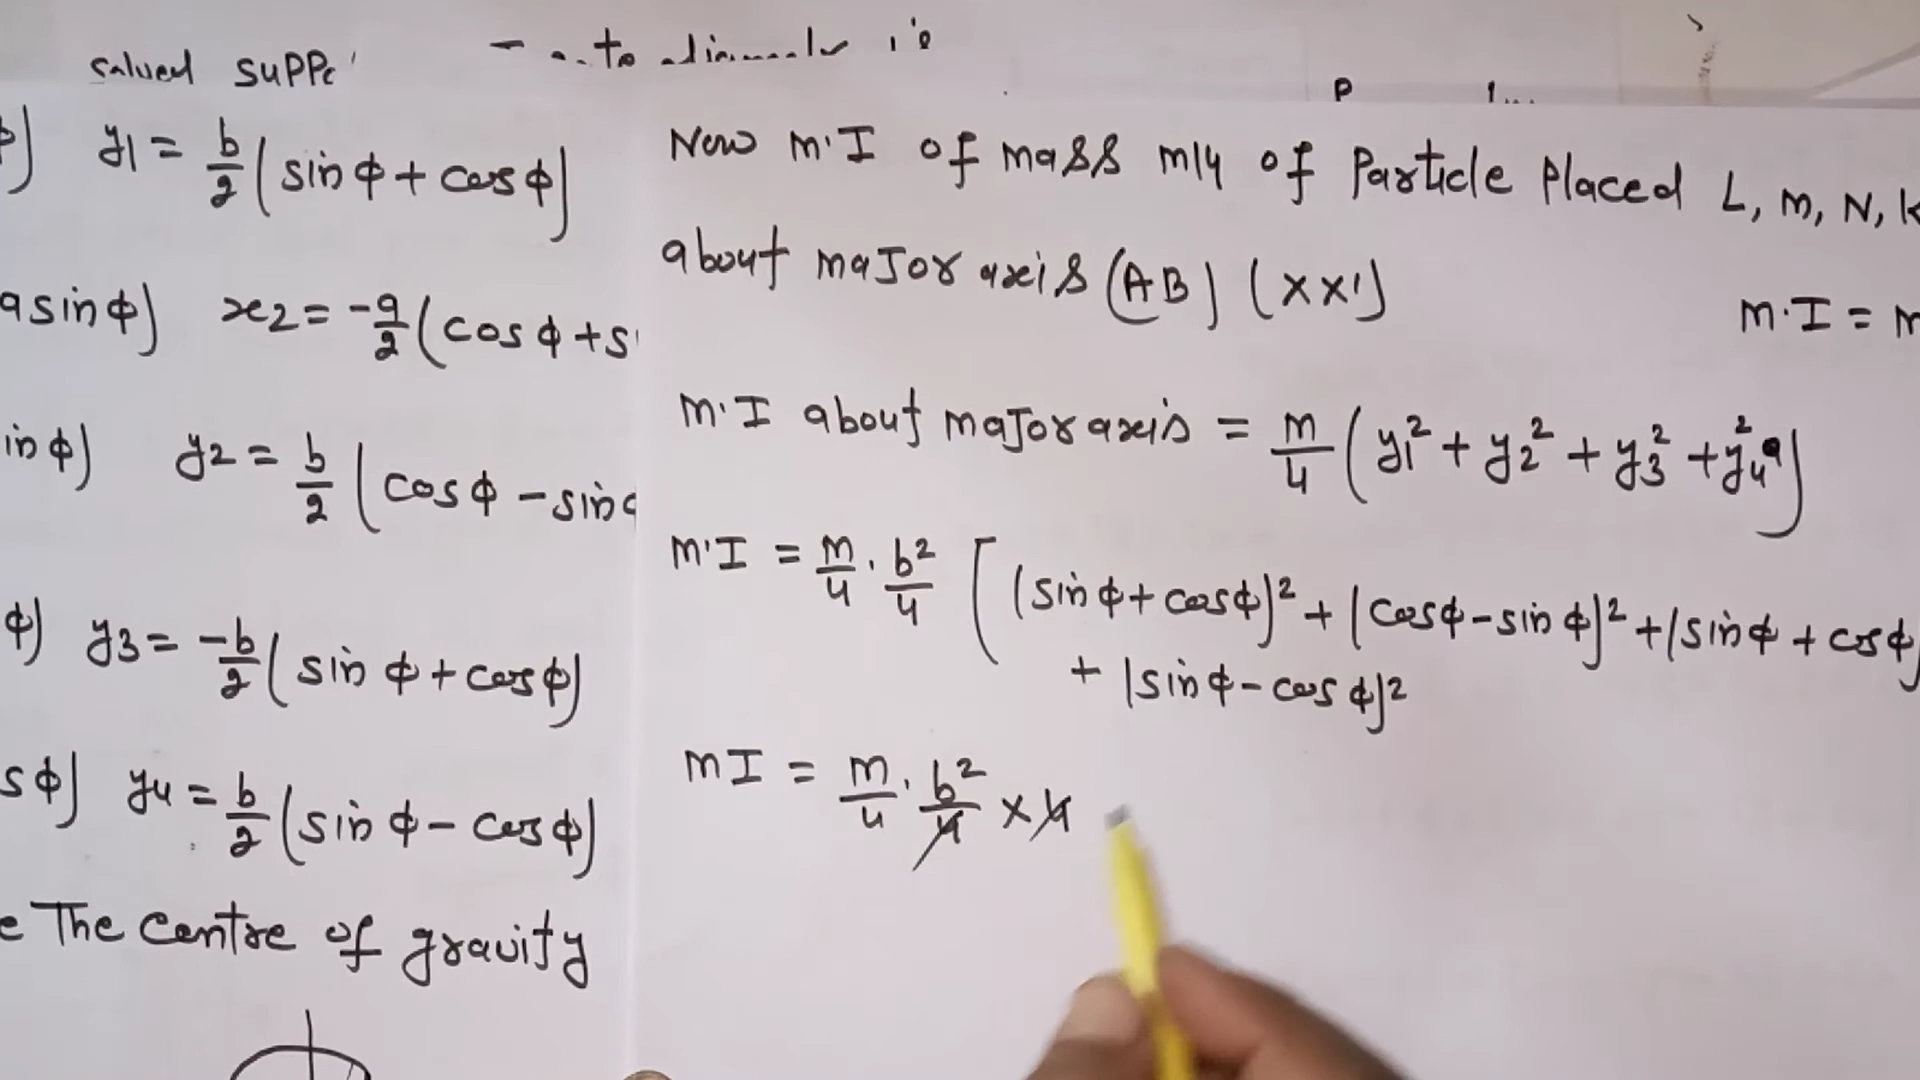 solved supp
y1 = b/2 (sin ϕ + cos ϕ)
a sin ϕ) x2 = -a/2 (cos ϕ + s
in ϕ) y2 = b/2 (cos ϕ - sin ϕ
ϕ) y3 = -b/2 (sin ϕ + cos ϕ)
s ϕ) y4 = b/2 (sin ϕ - cos ϕ)
e The centre of gravity
P
Now M.I of mass m/4 of Particle Placed L, M, N, K
about major axis (AB) (XX')
M.I = m
M.I about major axis = m/4 (y1² + y2² + y3² + y4²)
M.I = m/4 . b²/4 [(sin ϕ + cos ϕ)² + (cos ϕ - sin ϕ)² + (sin ϕ + cos ϕ)
+ (sin ϕ - cos ϕ)²
MI = m/4 . b²/4 × 4